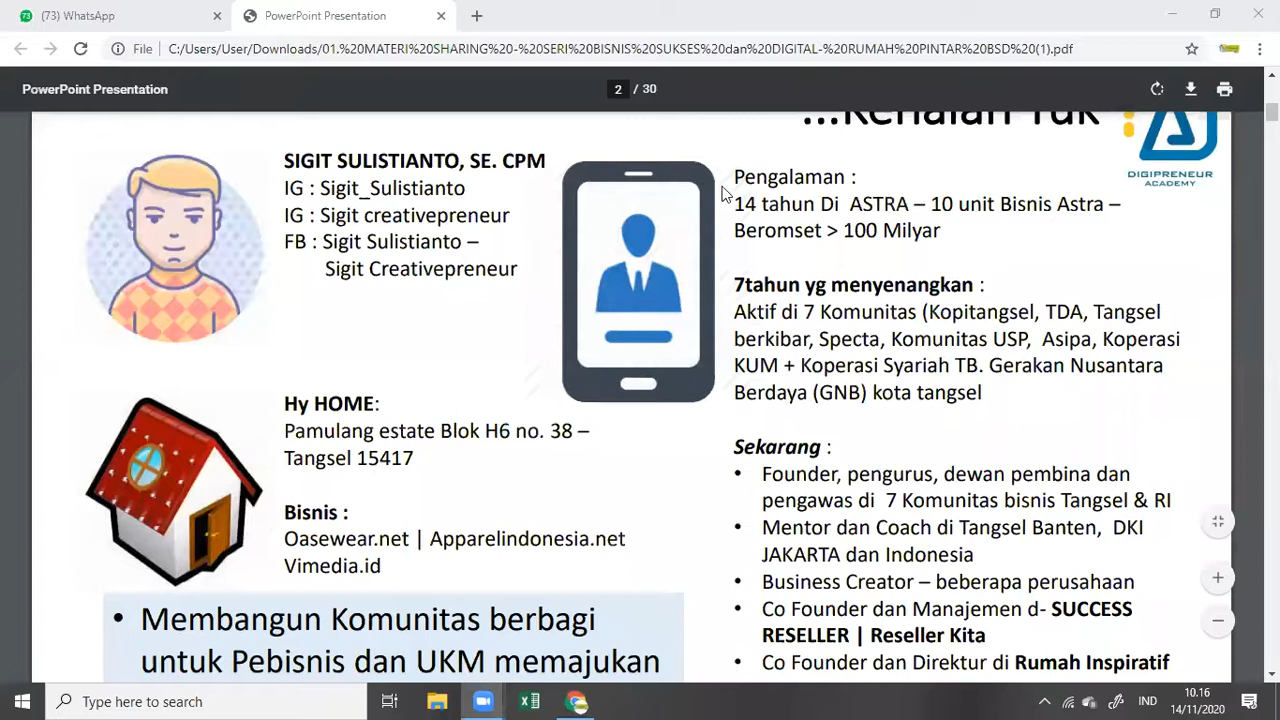 (73) WhatsApp
PowerPoint Presentation
File
C:/Users/User/Downloads/01.%20MATERI%20SHARING%20-%20SERI%20BISNIS%20SUKSES%20dan%20DIGITAL-%20RUMAH%20PINTAR%20BSD%20(1).pdf
PowerPoint Presentation
2 / 30
DIGIPRENEUR
ACADEMY
SIGIT SULISTIANTO, SE. CPM
IG : Sigit_Sulistianto
IG : Sigit creativepreneur
FB : Sigit Sulistianto –
Sigit Creativepreneur
Hy HOME:
Pamulang estate Blok H6 no. 38 –
Tangsel 15417
Bisnis :
Oasewear.net | Apparelindonesia.net
Vimedia.id
• Membangun Komunitas berbagi
untuk Pebisnis dan UKM memajukan
Pengalaman :
14 tahun Di ASTRA – 10 unit Bisnis Astra –
Beromset > 100 Milyar
7tahun yg menyenangkan :
Aktif di 7 Komunitas (Kopitangsel, TDA, Tangsel
berkibar, Specta, Komunitas USP, Asipa, Koperasi
KUM + Koperasi Syariah TB. Gerakan Nusantara
Berdaya (GNB) kota tangsel
Sekarang :
• Founder, pengurus, dewan pembina dan
pengawas di 7 Komunitas bisnis Tangsel & RI
• Mentor dan Coach di Tangsel Banten, DKI
JAKARTA dan Indonesia
• Business Creator – beberapa perusahaan
• Co Founder dan Manajemen d- SUCCESS
RESELLER | Reseller Kita
• Co Founder dan Direktur di Rumah Inspiratif
Type here to search
IND
10.16
14/11/2020